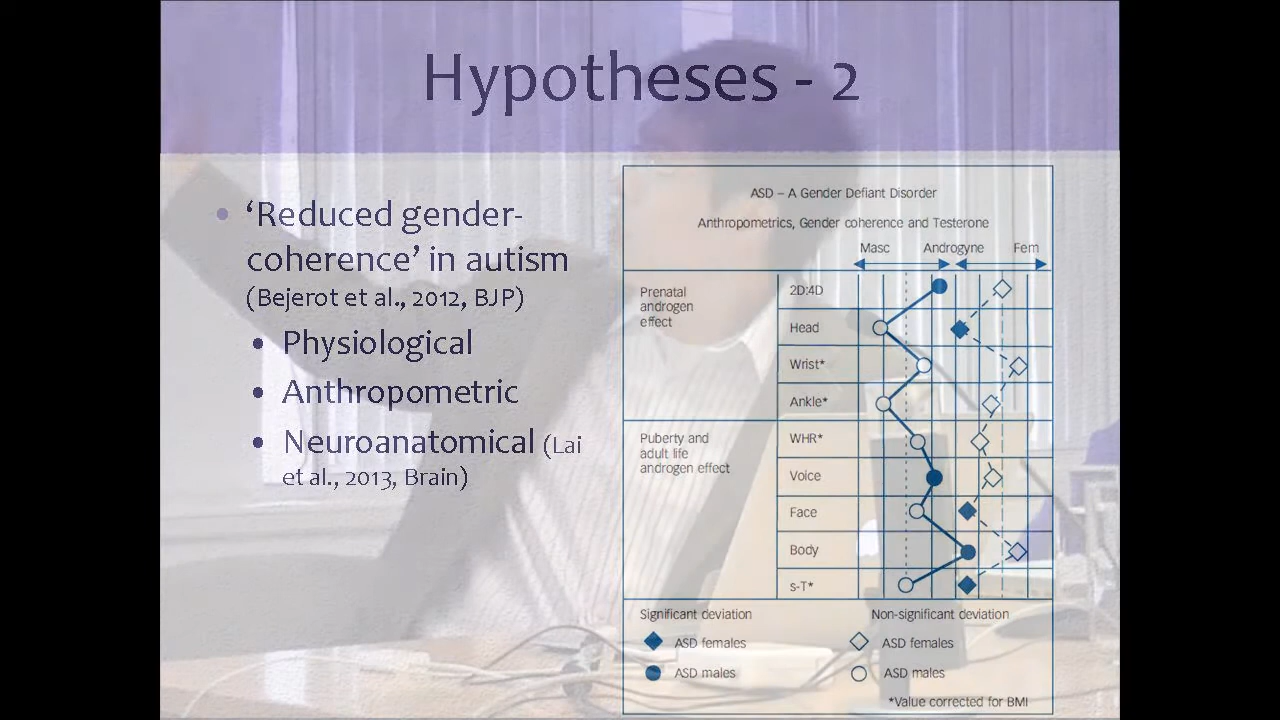 Hypotheses - 2
• ‘Reduced gender-
coherence’ in autism
(Bejerot et al., 2012, BJP)
• Physiological
• Anthropometric
• Neuroanatomical (Lai
et al., 2013, Brain)
ASD – A Gender Defiant Disorder
Anthropometrics, Gender coherence and Testerone
Masc Androgyne Fem
Prenatal
androgen
effect
2D:4D
Head
Wrist*
Ankle*
Puberty and
adult life
androgen effect
WHR*
Voice
Face
Body
s-T*
Significant deviation Non-significant deviation
ASD females ASD females
ASD males ASD males
*Value corrected for BMI